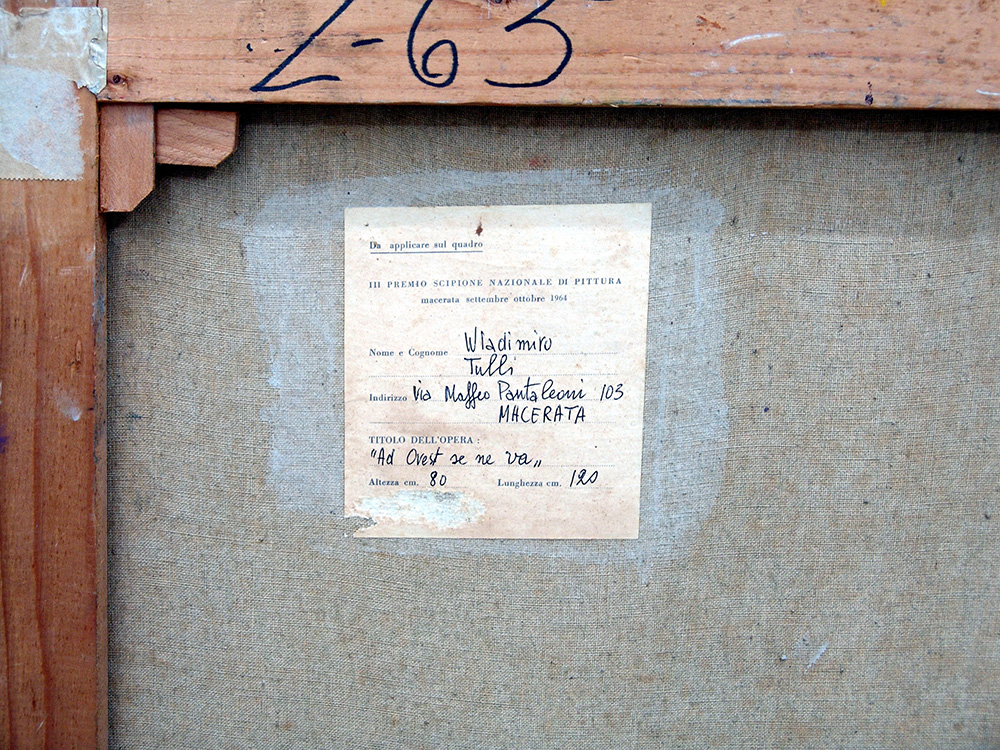 2-63
Da applicare sul quadro
III PREMIO SCIPIONE NAZIONALE DI PITTURA
macerata settembre ottobre 1964
Nome e Cognome Wladimiro
Tulli
Indirizzo Via Maffeo Pantaleoni 103
MACERATA
TITOLO DELL'OPERA :
"Ad Ovest se ne va„
Altezza cm. 80 Lunghezza cm. 120